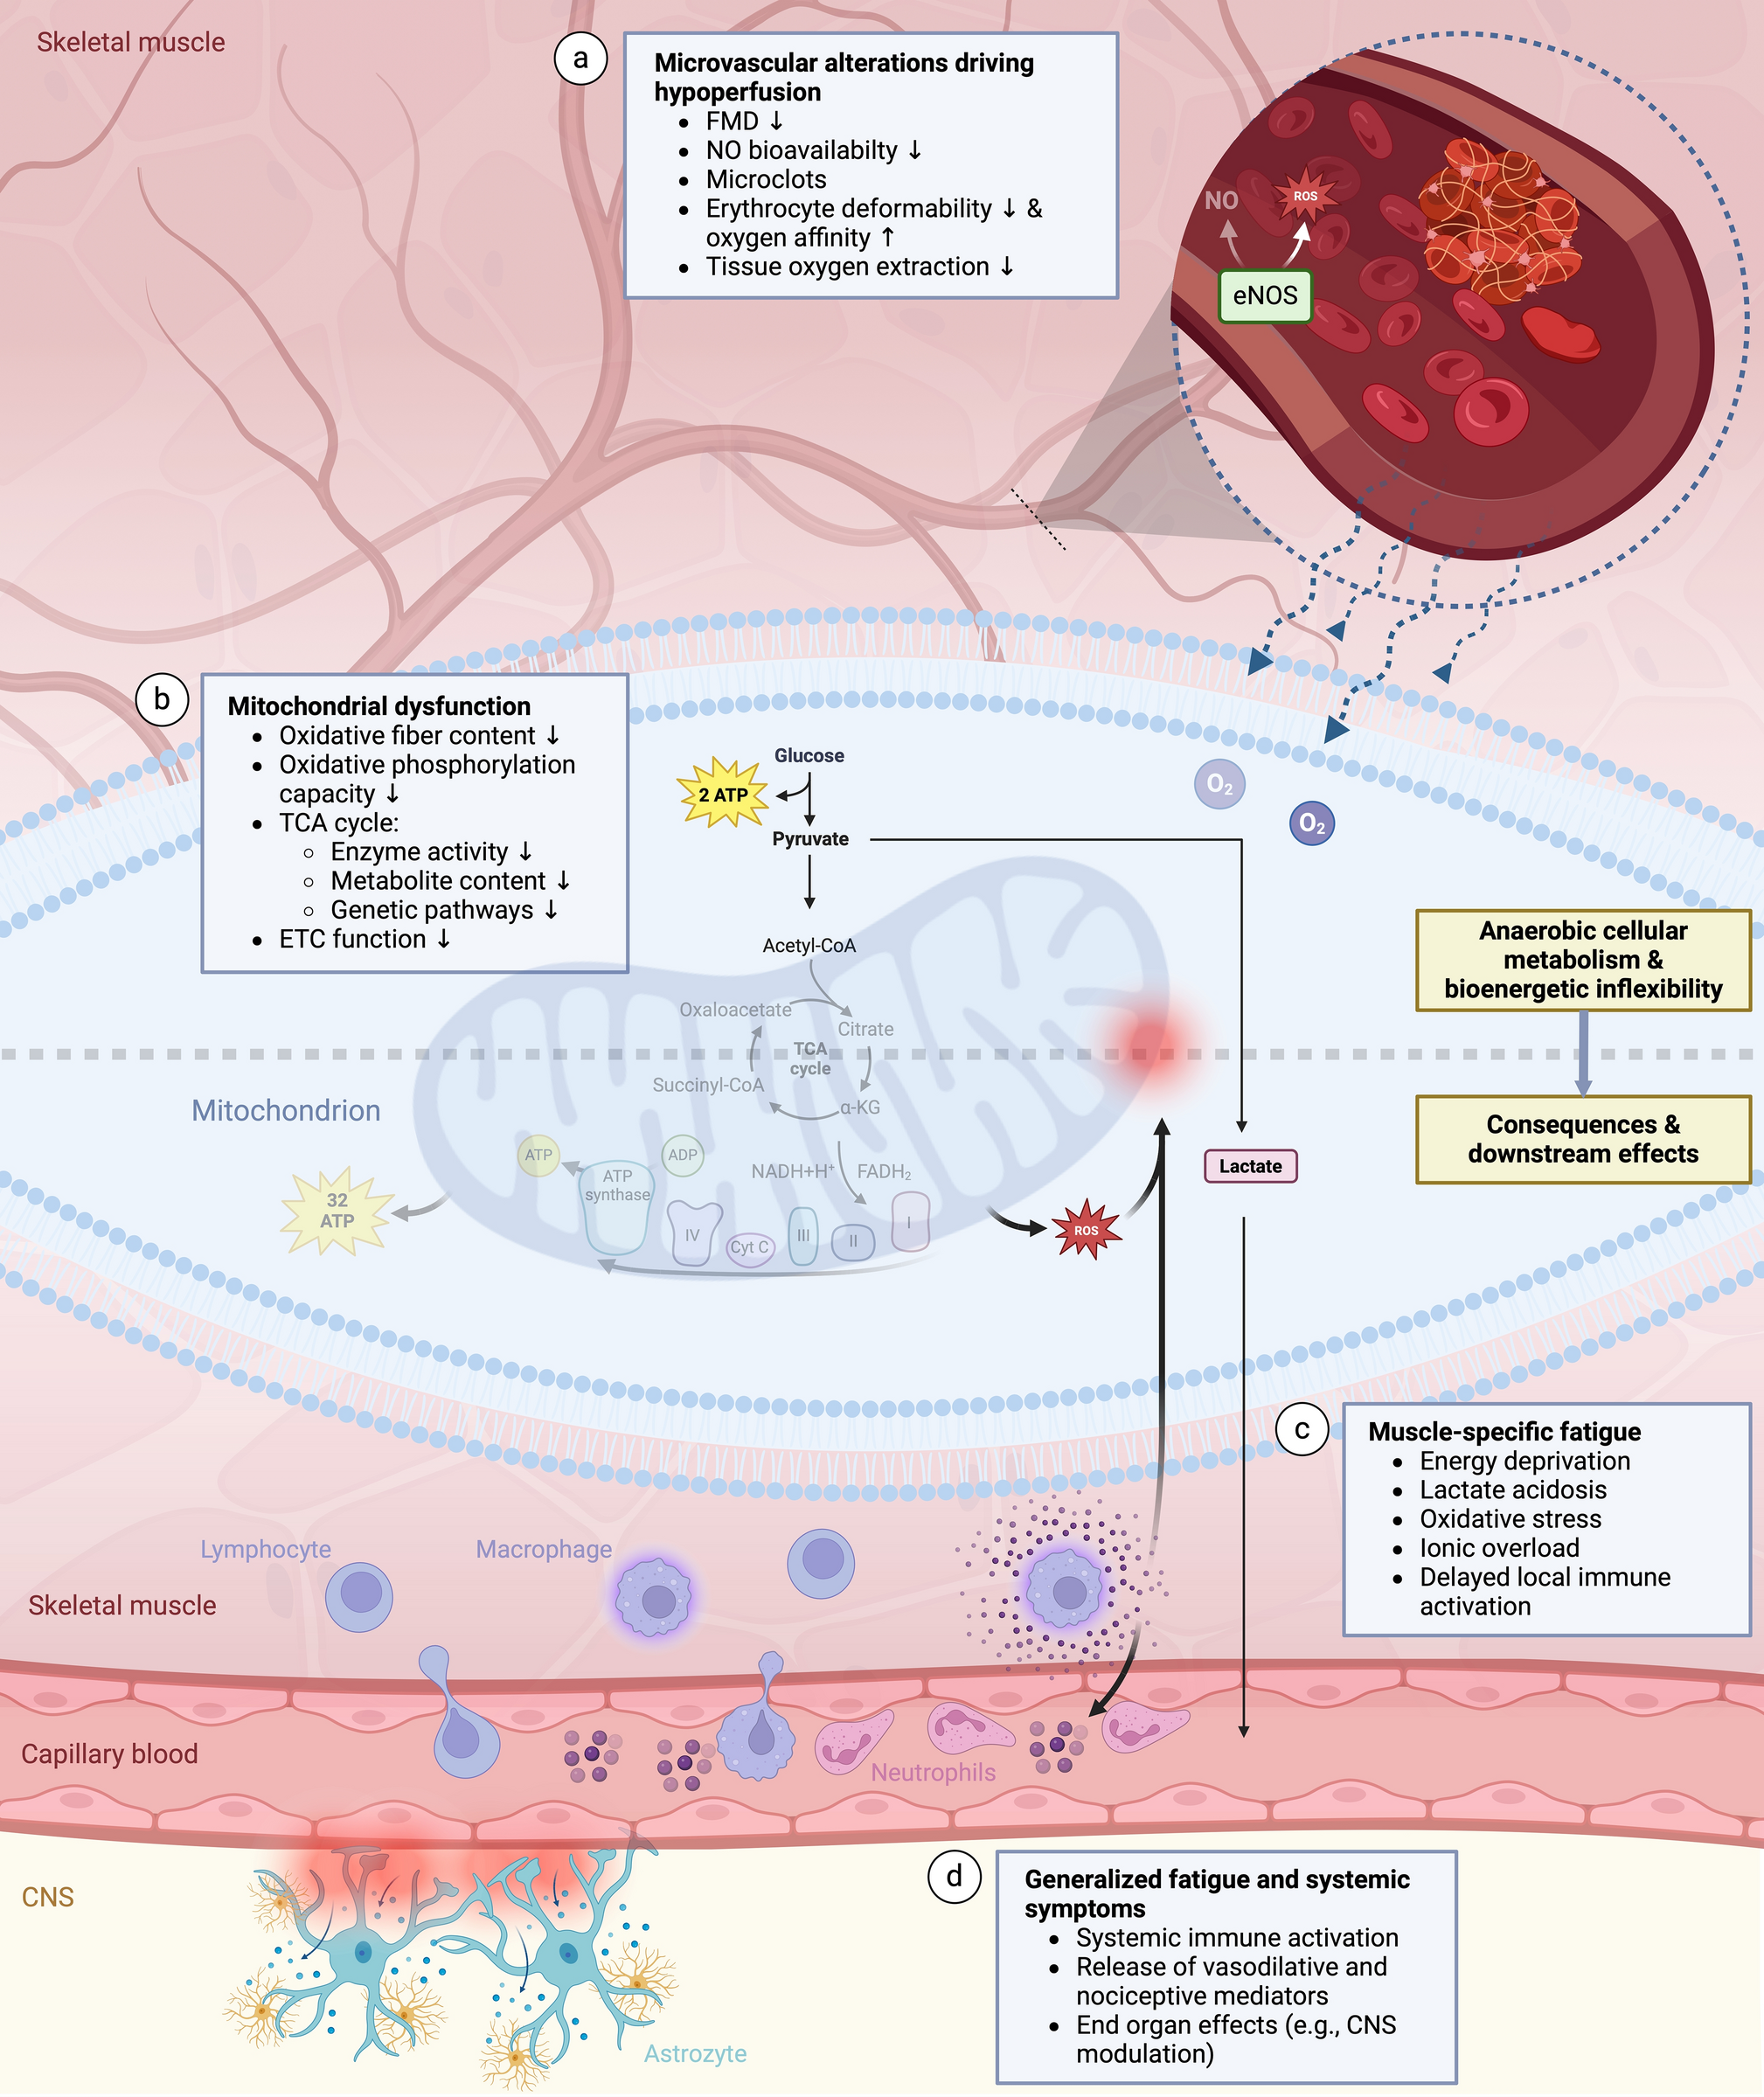 Skeletal muscle
a
Microvascular alterations driving
hypoperfusion
• FMD ↓
• NO bioavailabilty ↓
• Microclots
• Erythrocyte deformability ↓ &
oxygen affinity ↑
• Tissue oxygen extraction ↓
NO
ROS
eNOS
b
Mitochondrial dysfunction
• Oxidative fiber content ↓
• Oxidative phosphorylation
capacity ↓
• TCA cycle:
○ Enzyme activity ↓
○ Metabolite content ↓
○ Genetic pathways ↓
• ETC function ↓
Glucose
2 ATP
Pyruvate
O₂
O₂
Acetyl-CoA
Oxaloacetate
Citrate
TCA
cycle
Succinyl-CoA
α-KG
Anaerobic cellular
metabolism &
bioenergetic inflexibility
Mitochondrion
Consequences &
downstream effects
ATP
ADP
ATP
synthase
NADH+H⁺
FADH₂
32
ATP
IV
Cyt C
III
II
I
ROS
Lactate
c
Muscle-specific fatigue
• Energy deprivation
• Lactate acidosis
• Oxidative stress
• Ionic overload
• Delayed local immune
activation
Lymphocyte
Macrophage
Skeletal muscle
Capillary blood
Neutrophils
CNS
d
Generalized fatigue and systemic
symptoms
• Systemic immune activation
• Release of vasodilative and
nociceptive mediators
• End organ effects (e.g., CNS
modulation)
Astrozyte